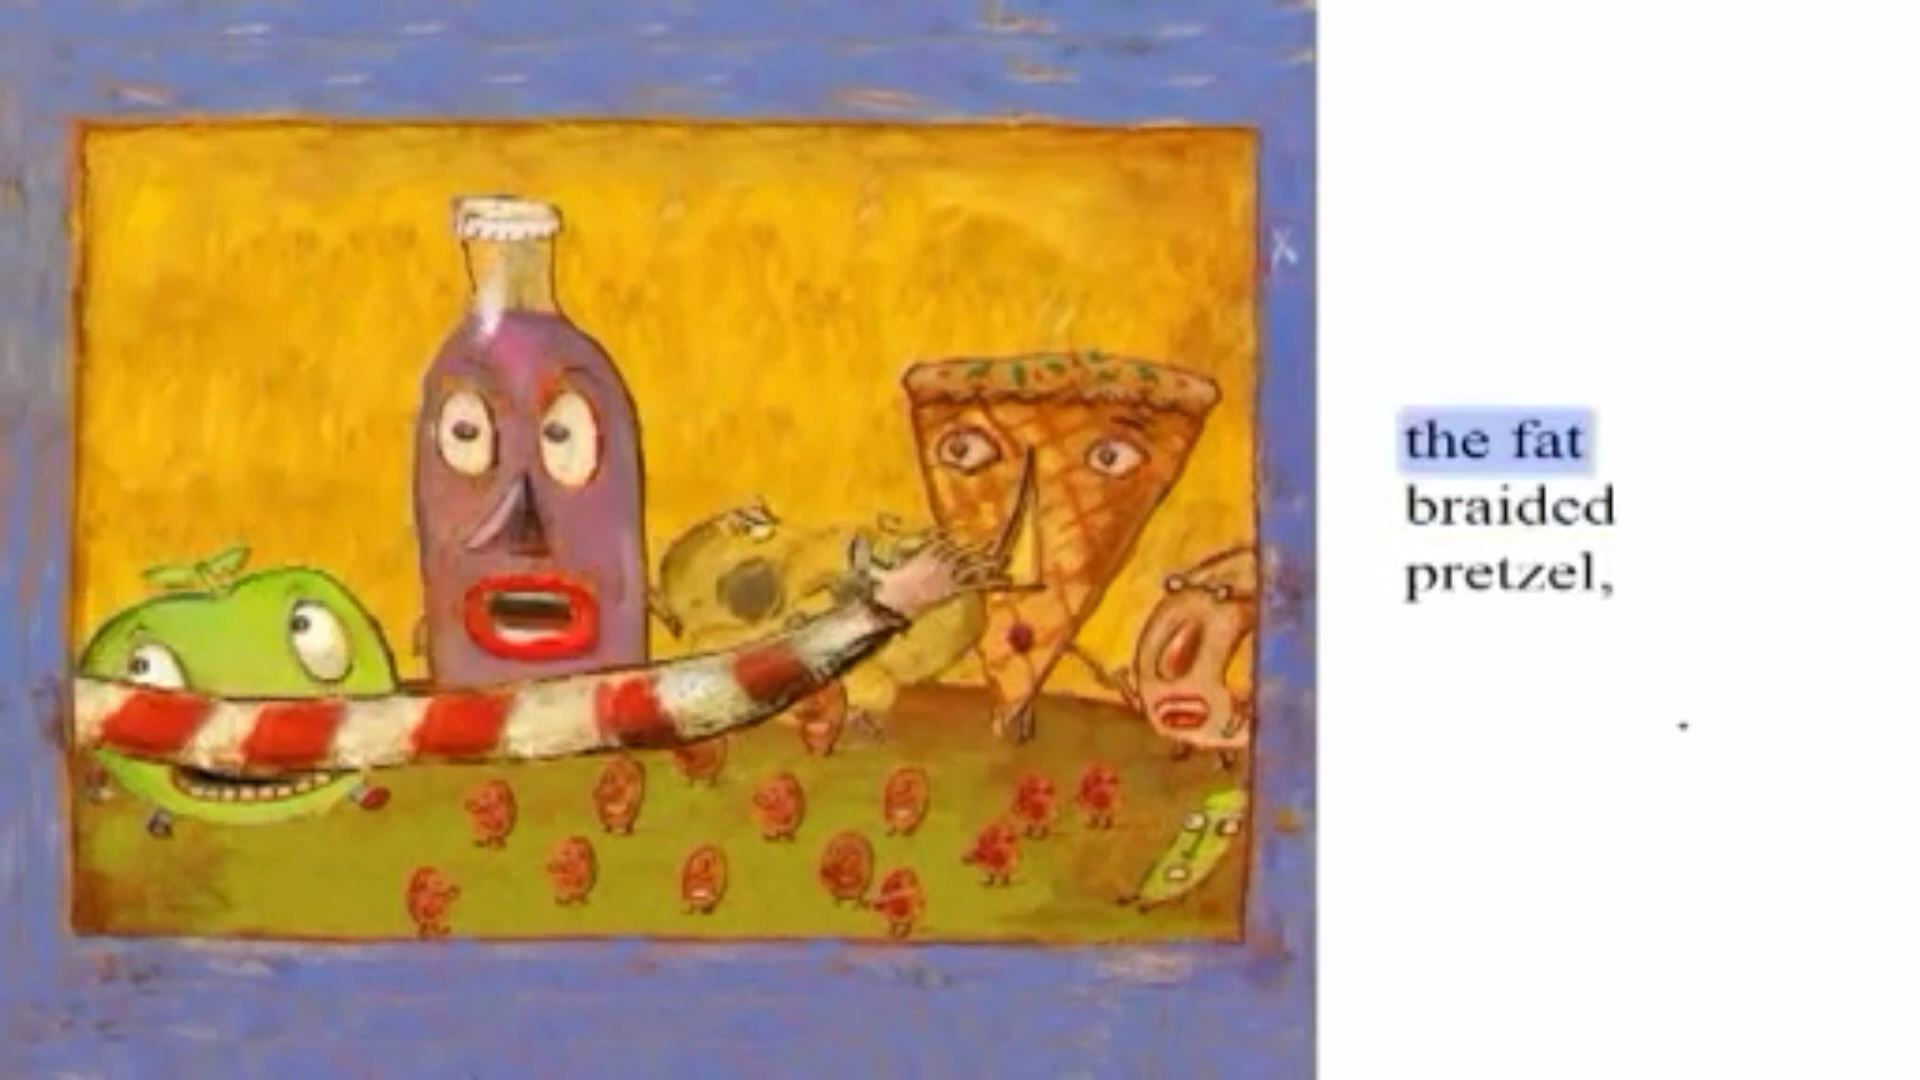 the fat
braided
pretzel,